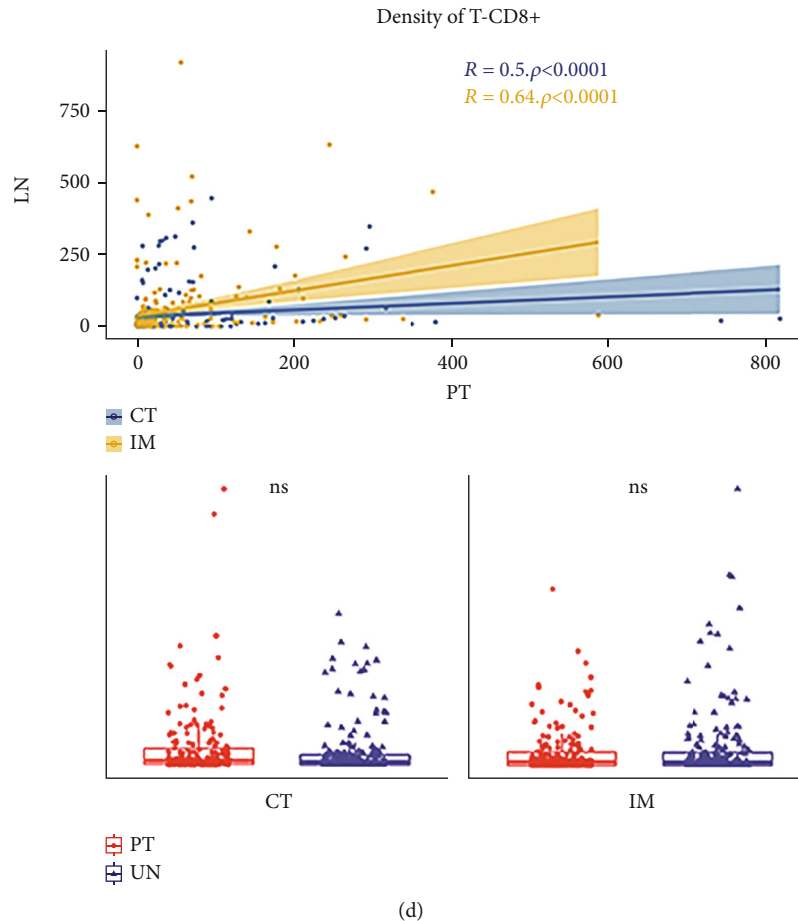 Density of T-CD8+
R = 0.5.ρ<0.0001
R = 0.64.ρ<0.0001
750
500
250
0
LN
0 200 400 600 800
PT
CT
IM
ns ns
CT IM
PT
UN
(d)